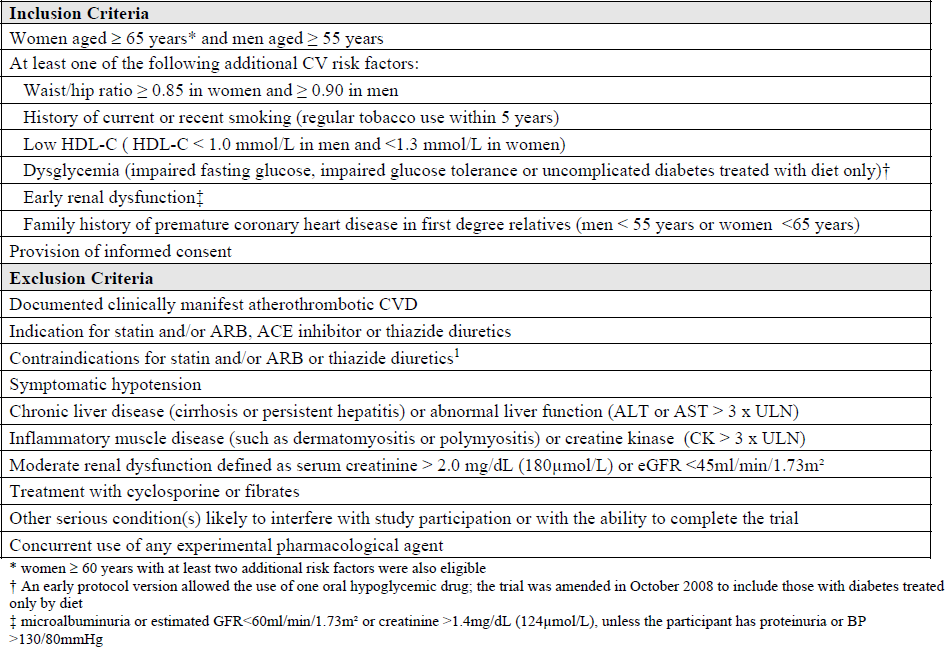 Inclusion Criteria
Women aged ≥ 65 years* and men aged ≥ 55 years
At least one of the following additional CV risk factors:
Waist/hip ratio ≥ 0.85 in women and ≥ 0.90 in men
History of current or recent smoking (regular tobacco use within 5 years)
Low HDL-C ( HDL-C < 1.0 mmol/L in men and <1.3 mmol/L in women)
Dysglycemia (impaired fasting glucose, impaired glucose tolerance or uncomplicated diabetes treated with diet only)†
Early renal dysfunction‡
Family history of premature coronary heart disease in first degree relatives (men < 55 years or women <65 years)
Provision of informed consent
Exclusion Criteria
Documented clinically manifest atherothrombotic CVD
Indication for statin and/or ARB, ACE inhibitor or thiazide diuretics
Contraindications for statin and/or ARB or thiazide diuretics¹
Symptomatic hypotension
Chronic liver disease (cirrhosis or persistent hepatitis) or abnormal liver function (ALT or AST > 3 x ULN)
Inflammatory muscle disease (such as dermatomyositis or polymyositis) or creatine kinase (CK > 3 x ULN)
Moderate renal dysfunction defined as serum creatinine > 2.0 mg/dL (180µmol/L) or eGFR <45ml/min/1.73m²
Treatment with cyclosporine or fibrates
Other serious condition(s) likely to interfere with study participation or with the ability to complete the trial
Concurrent use of any experimental pharmacological agent
* women ≥ 60 years with at least two additional risk factors were also eligible
† An early protocol version allowed the use of one oral hypoglycemic drug; the trial was amended in October 2008 to include those with diabetes treated
only by diet
‡ microalbuminuria or estimated GFR<60ml/min/1.73m² or creatinine >1.4mg/dL (124µmol/L), unless the participant has proteinuria or BP
>130/80mmHg